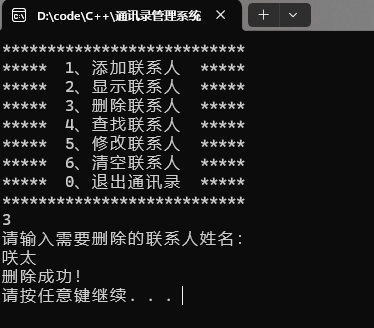 D:\code\C++\通讯录管理系统
***************************
***** 1、添加联系人 *****
***** 2、显示联系人 *****
***** 3、删除联系人 *****
***** 4、查找联系人 *****
***** 5、修改联系人 *****
***** 6、清空联系人 *****
***** 0、退出通讯录 *****
***************************
3
请输入需要删除的联系人姓名:
咲太
删除成功!
请按任意键继续. . .